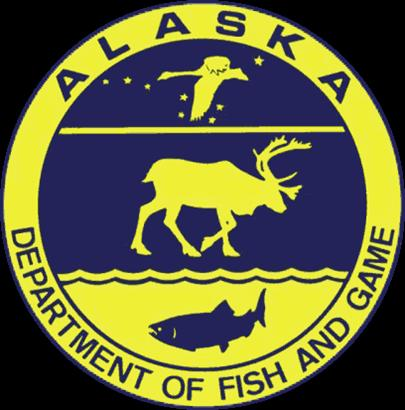 ALASKA
DEPARTMENT OF FISH AND GAME